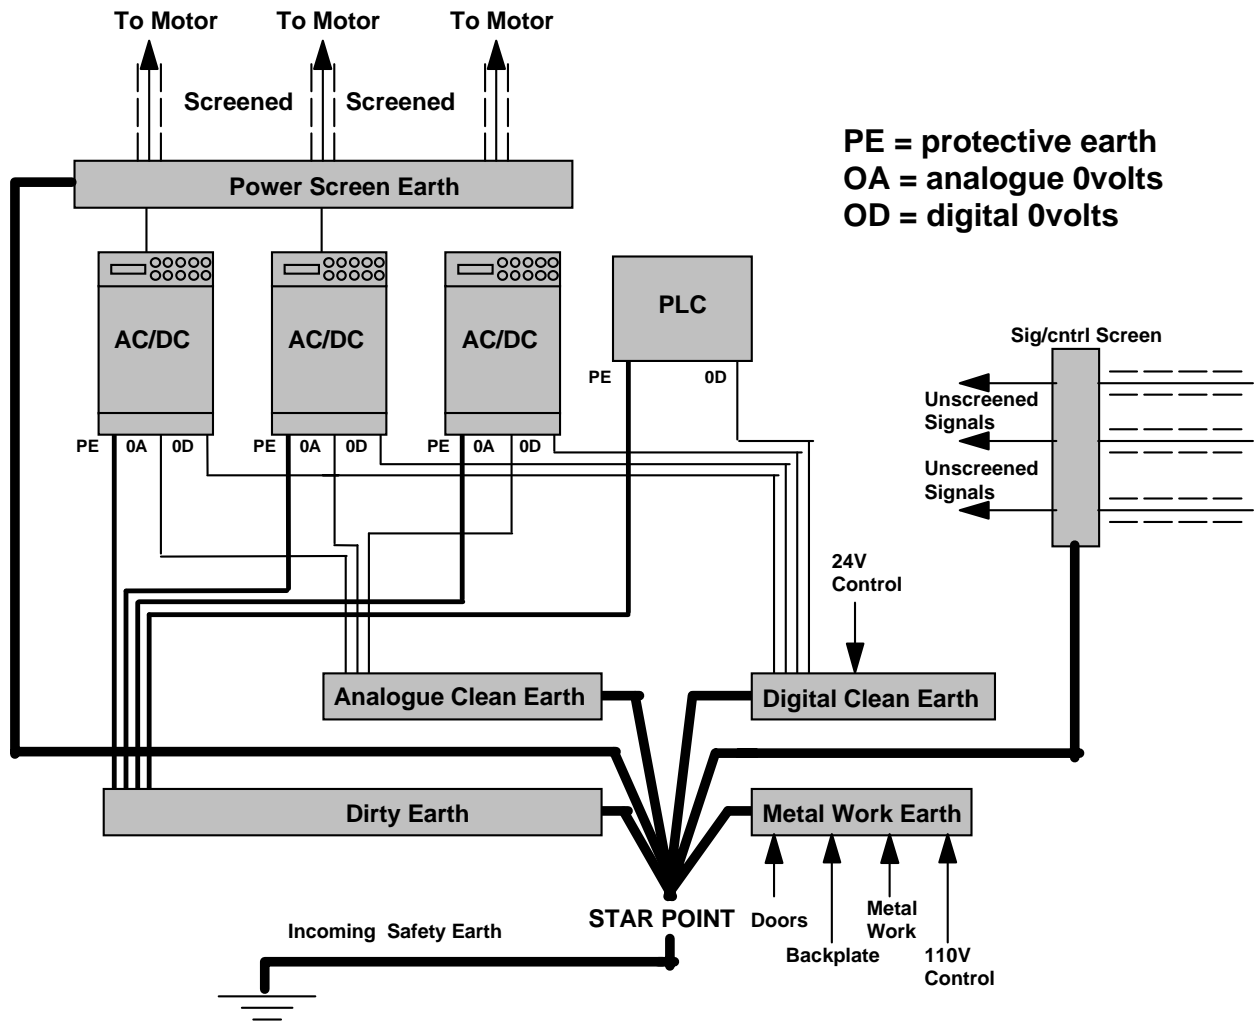 To Motor To Motor To Motor
Screened Screened
PE = protective earth
OA = analogue 0volts
OD = digital 0volts
Power Screen Earth
AC/DC AC/DC AC/DC PLC
Sig/cntrl Screen
PE 0D
Unscreened
Signals
Unscreened
Signals
PE 0A 0D PE 0A 0D PE 0A 0D
24V
Control
Analogue Clean Earth Digital Clean Earth
Dirty Earth Metal Work Earth
STAR POINT
Doors
Backplate
Metal
Work
110V
Control
Incoming Safety Earth